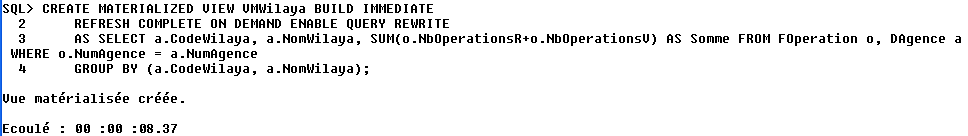 SQL> CREATE MATERIALIZED VIEW VMWilaya BUILD IMMEDIATE
2 REFRESH COMPLETE ON DEMAND ENABLE QUERY REWRITE
3 AS SELECT a.CodeWilaya, a.NomWilaya, SUM(o.NbOperationsR+o.NbOperationsV) AS Somme FROM FOperation o, DAgence a
WHERE o.NumAgence = a.NumAgence
4 GROUP BY (a.CodeWilaya, a.NomWilaya);
Vue matérialisée créée.
Ecoulé : 00 :00 :08.37